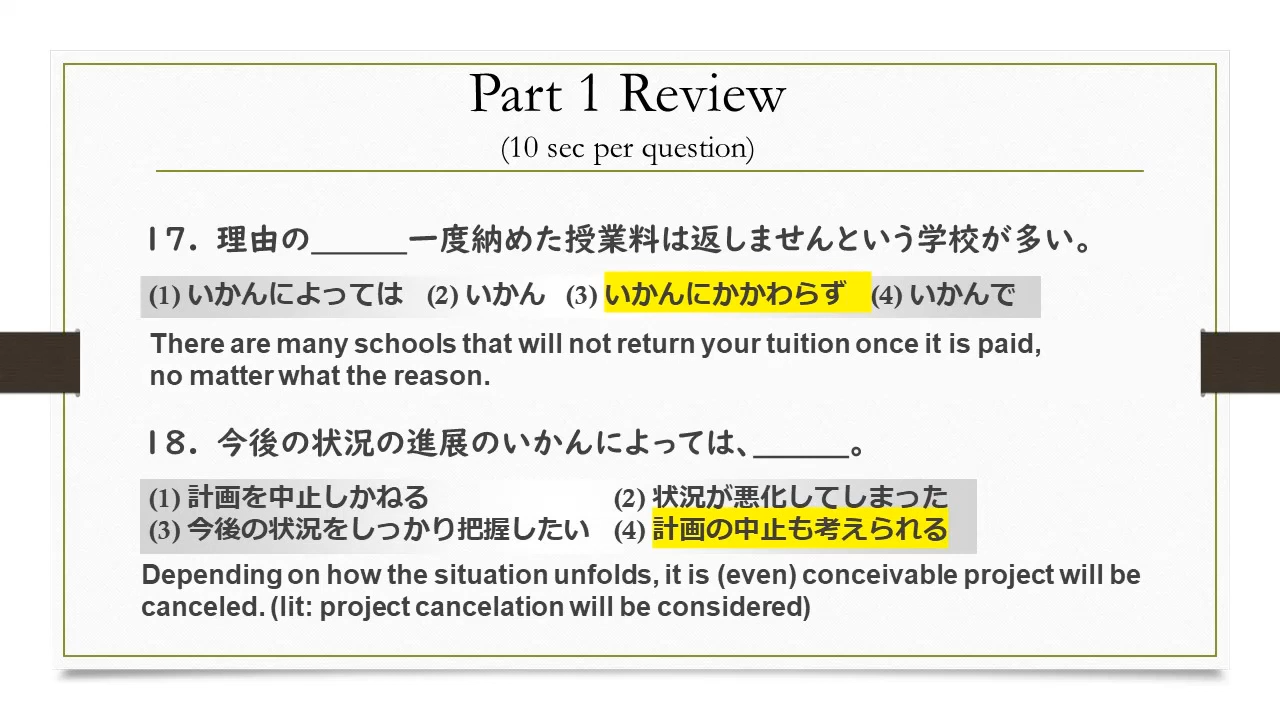 Part 1 Review
(10 sec per question)
17. 理由の______一度納めた授業料は返しませんという学校が多い。
(1) いかんによっては (2) いかん (3) いかんにかかわらず (4) いかんで
There are many schools that will not return your tuition once it is paid,
no matter what the reason.
18. 今後の状況の進展のいかんによっては、______。
(1) 計画を中止しかねる (2) 状況が悪化してしまった
(3) 今後の状況をしっかり把握したい (4) 計画の中止も考えられる
Depending on how the situation unfolds, it is (even) conceivable project will be
canceled. (lit: project cancelation will be considered)